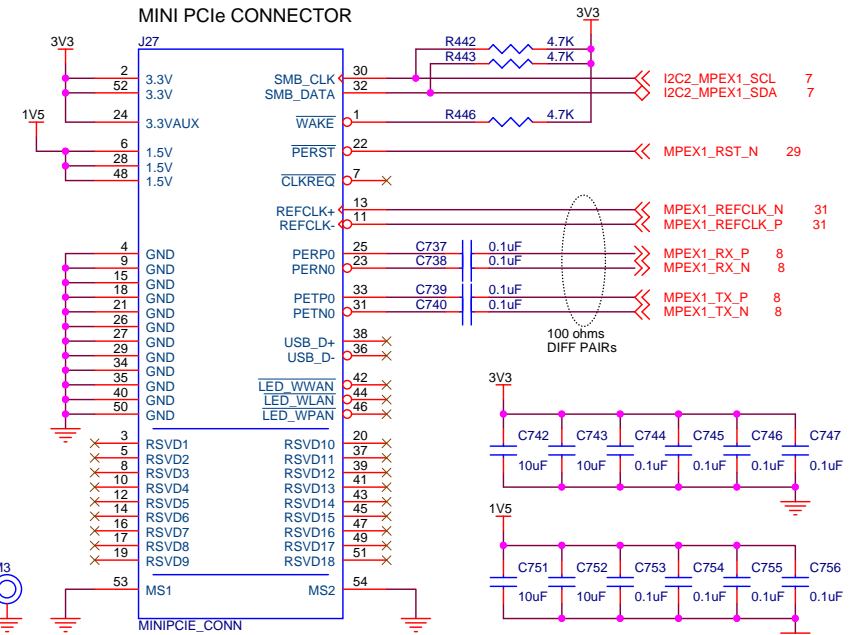 MINI PCIe CONNECTOR
3V3
J27
R442 4.7K
R443 4.7K
3V3
2 3.3V SMB_CLK 30 I2C2_MPEX1_SCL 7
52 3.3V SMB_DATA 32 I2C2_MPEX1_SDA 7
24 3.3VAUX WAKE 1 R446 4.7K
1V5
6 1.5V PERST 22 MPEX1_RST_N 29
28 1.5V
48 1.5V CLKREQ 7
REFCLK+ 13 MPEX1_REFCLK_N 31
REFCLK- 11 MPEX1_REFCLK_P 31
4 GND PERP0 25 C737 0.1uF MPEX1_RX_P 8
9 GND PERN0 23 C738 0.1uF MPEX1_RX_N 8
15 GND
18 GND PETP0 33 C739 0.1uF MPEX1_TX_P 8
21 GND PETN0 31 C740 0.1uF MPEX1_TX_N 8
26 GND
27 GND USB_D+ 38
29 GND USB_D- 36
34 GND
35 GND LED_WWAN 42
40 GND LED_WLAN 44
50 GND LED_WPAN 46
100 ohms
DIFF PAIRs
3 RSVD1 RSVD10 20
5 RSVD2 RSVD11 37
8 RSVD3 RSVD12 39
10 RSVD4 RSVD13 41
12 RSVD5 RSVD14 43
14 RSVD6 RSVD15 45
16 RSVD7 RSVD16 47
17 RSVD8 RSVD17 49
19 RSVD9 RSVD18 51
53 MS1 MS2 54
MINIPCIE_CONN
3V3
C742 C743 C744 C745 C746 C747
10uF 10uF 0.1uF 0.1uF 0.1uF 0.1uF
1V5
C751 C752 C753 C754 C755 C756
10uF 10uF 0.1uF 0.1uF 0.1uF 0.1uF